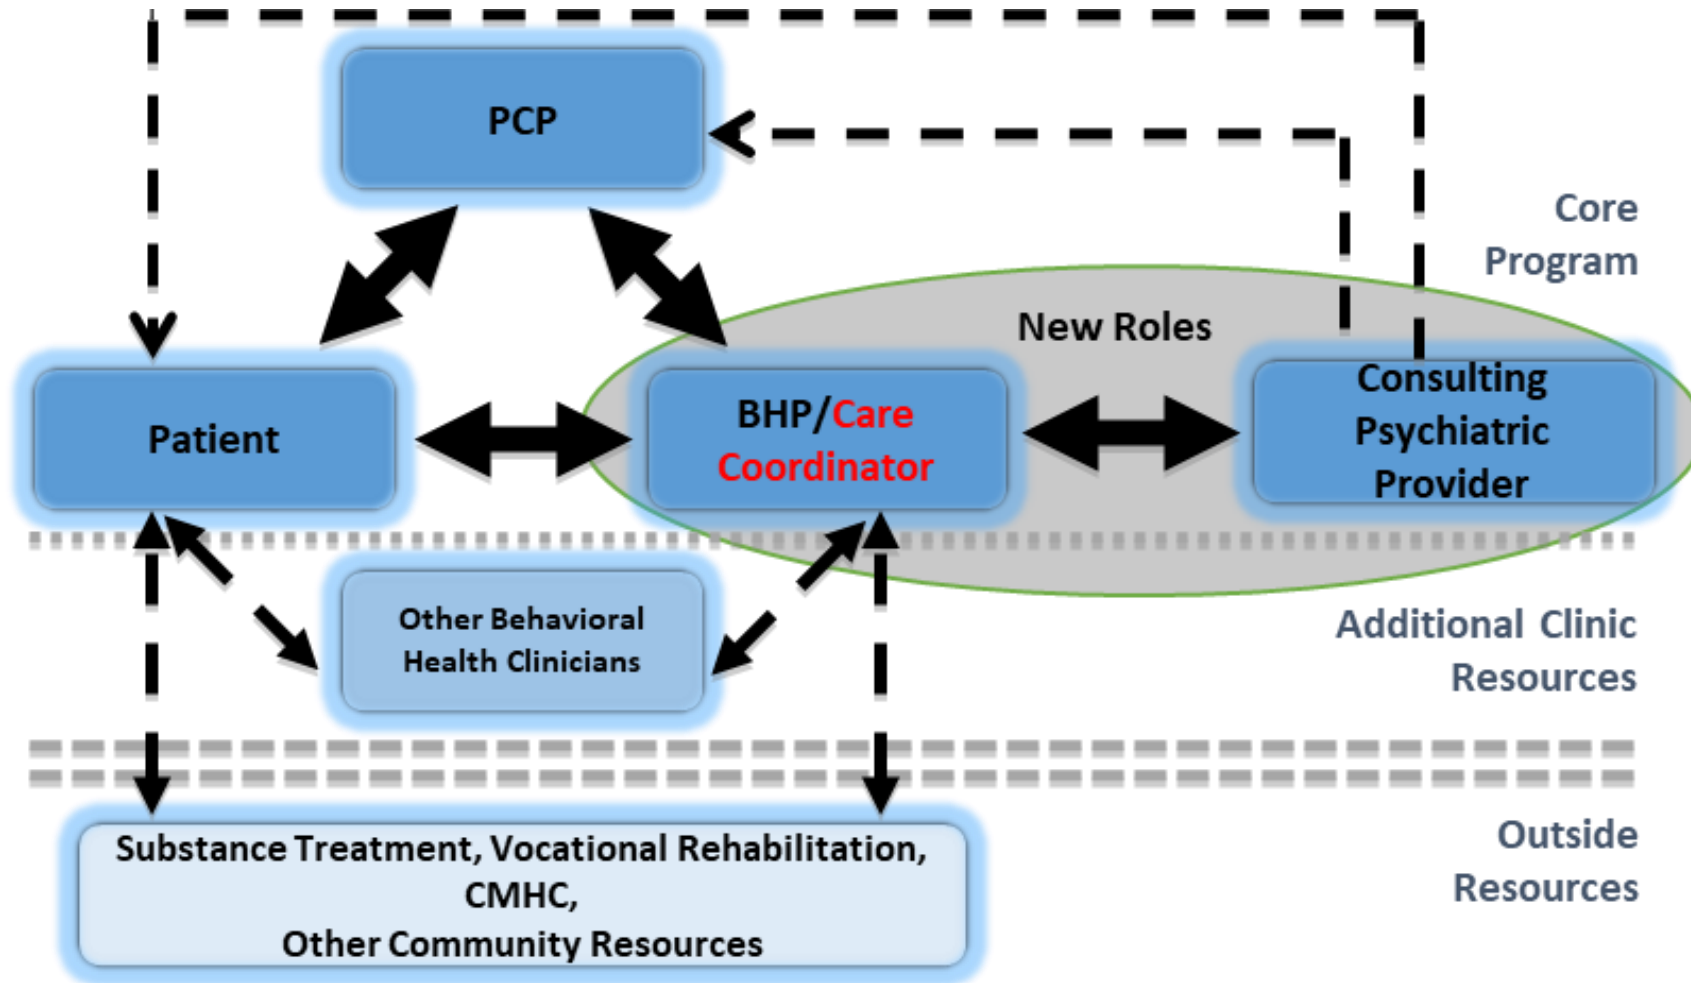 PCP
Core
Program
New Roles
Patient
BHP/Care
Coordinator
Consulting
Psychiatric
Provider
Other Behavioral
Health Clinicians
Additional Clinic
Resources
Substance Treatment, Vocational Rehabilitation,
CMHC,
Other Community Resources
Outside
Resources